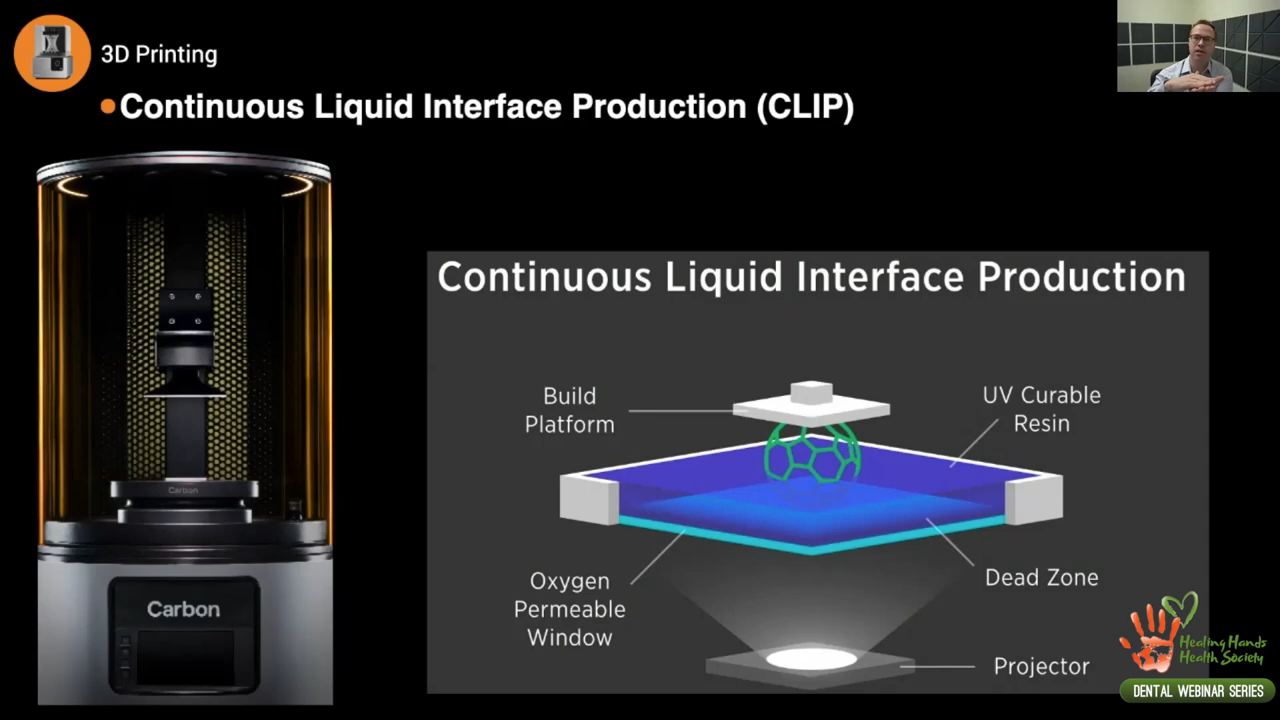 3D Printing
•Continuous Liquid Interface Production (CLIP)
Continuous Liquid Interface Production
Build
Platform
UV Curable
Resin
Carbon
Oxygen
Permeable
Window
Dead Zone
Carbon
Projector
Healing Hands
Health Society
DENTAL WEBINAR SERIES